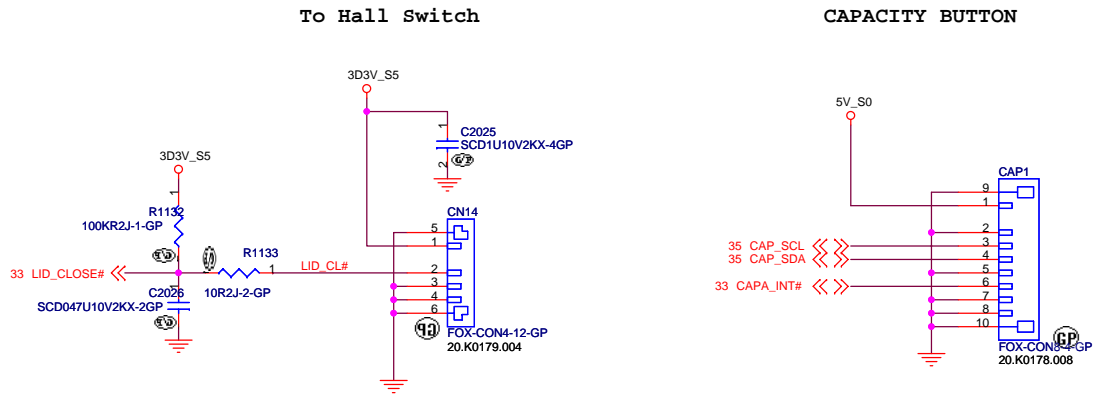 To Hall Switch
CAPACITY BUTTON
3D3V_S5
5V_S0
1
C2025
SCD1U10V2KX-4GP
2
G/P
3D3V_S5
1
R1132
100KR2J-1-GP
CN14
5
1
CAP1
9
1
2
35 CAP_SCL
3
35 CAP_SDA
4
5
33 CAPA_INT#
6
7
8
10
R1133
33 LID_CLOSE#
1
LID_CL#
2
10R2J-2-GP
3
4
6
C2026
1
SCD047U10V2KX-2GP
GP
FOX-CON4-12-GP
20.K0179.004
GP
FOX-CON8-4-GP
20.K0178.008